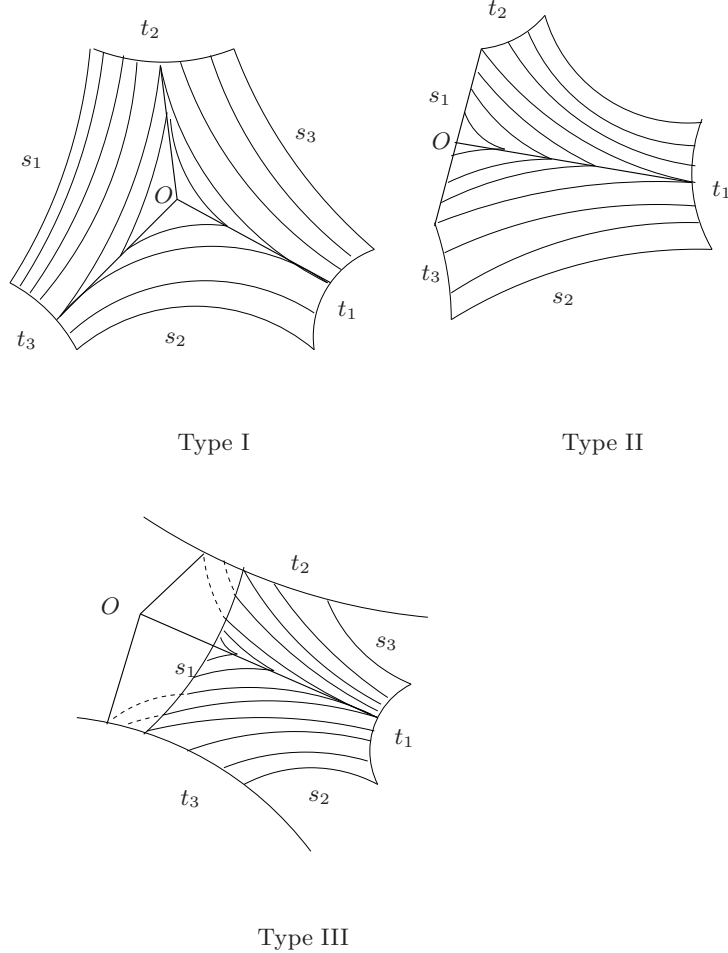 t₂
s₁
s₃
O
t₁
t₃
s₂
Type I
t₂
s₁
O
t₁
t₃
s₂
Type II
t₂
O
s₃
s₁
t₁
t₃
s₂
Type III